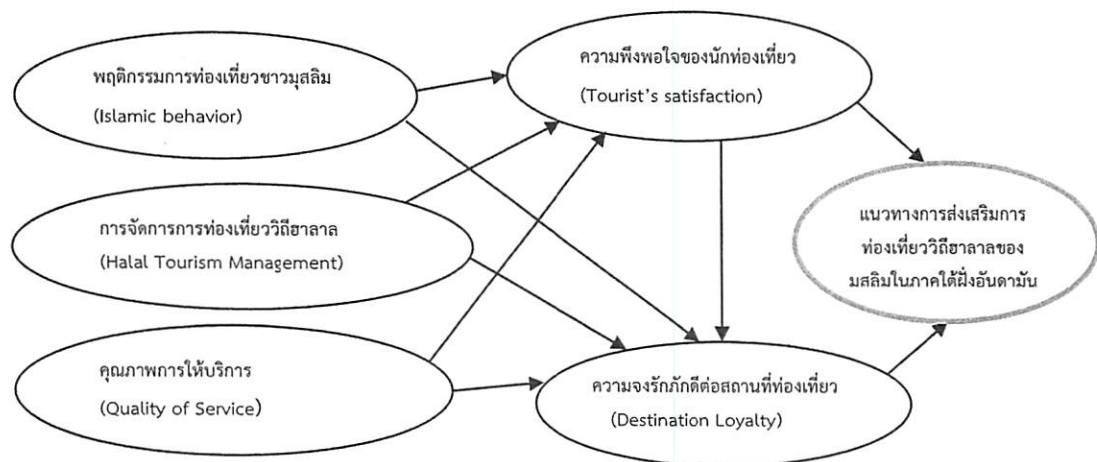 พฤติกรรมการท่องเที่ยวชาวมุสลิม
(Islamic behavior)
การจัดการการท่องเที่ยววิถีฮาลาล
(Halal Tourism Management)
คุณภาพการให้บริการ
(Quality of Service)
ความพึงพอใจของนักท่องเที่ยว
(Tourist's satisfaction)
ความจงรักภักดีต่อสถานที่ท่องเที่ยว
(Destination Loyalty)
แนวทางการส่งเสริมการ
ท่องเที่ยววิถีฮาลาลของ
มสลิมในภาคใต้ฝั่งอันดามัน